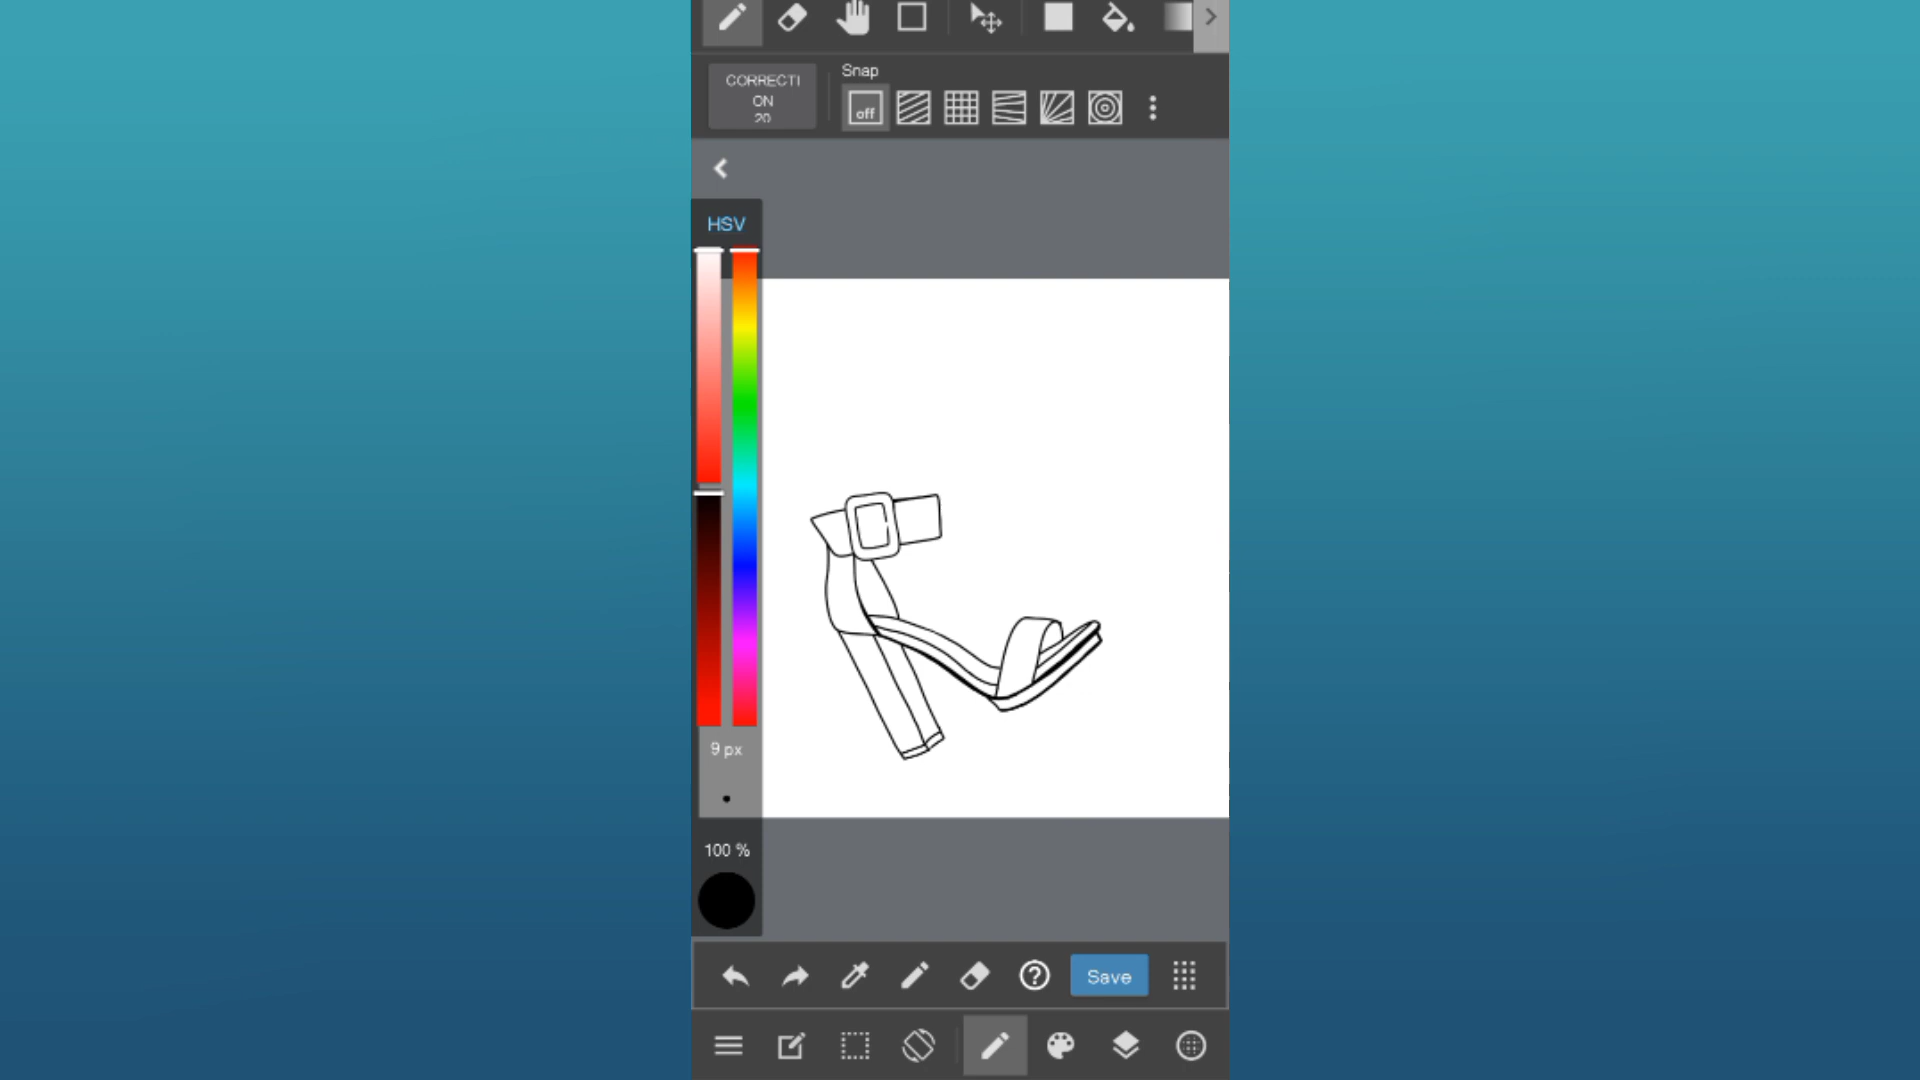 CORRECTI
ON
20
Snap
off
HSV
9 px
100 %
Save